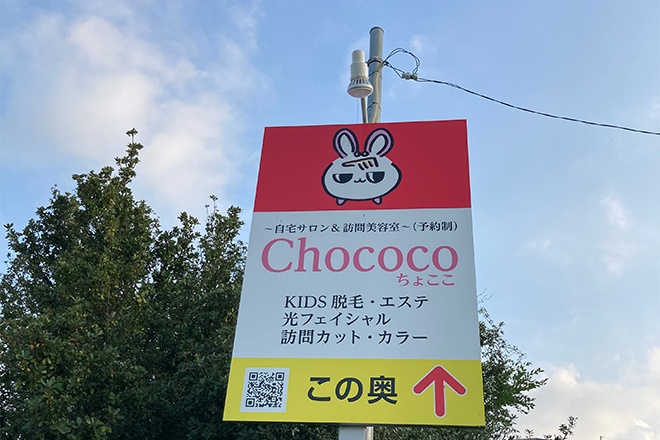 ～自宅サロン＆訪問美容室～（予約制）
Chococo
ちょここ
KIDS 脱毛・エステ
光フェイシャル
訪問カット・カラー
この奥